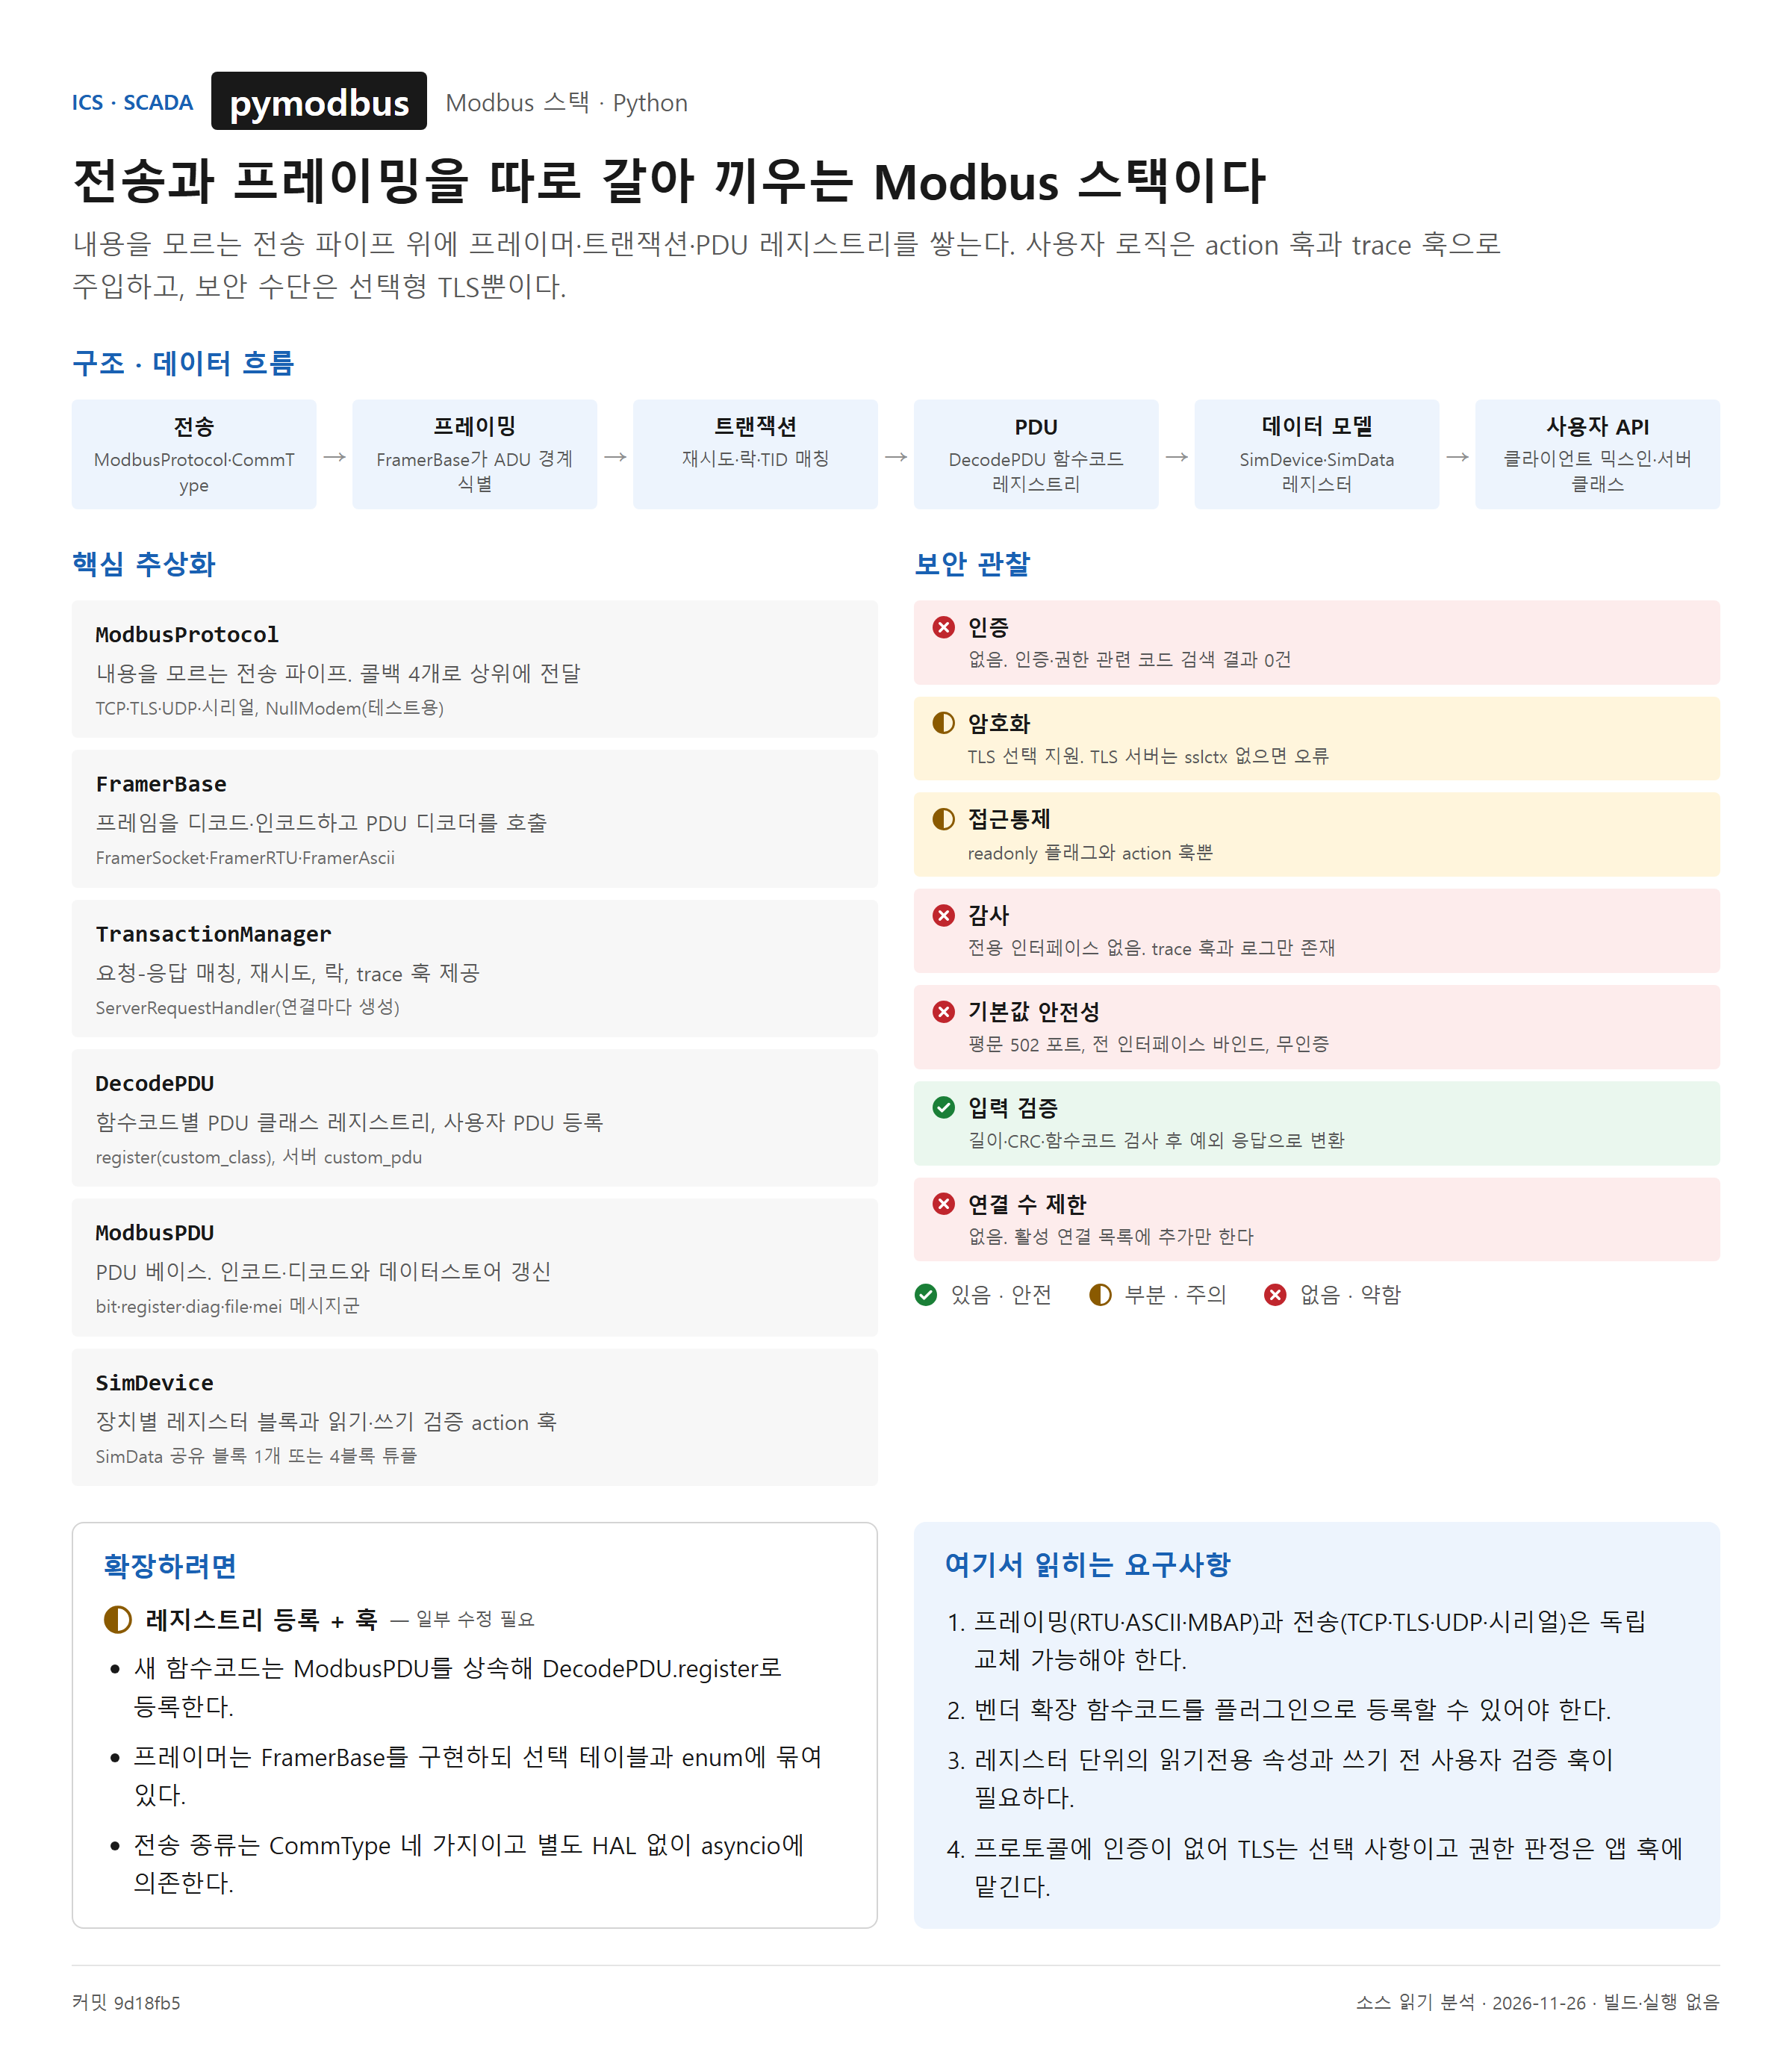 ICS · SCADA pymodbus Modbus 스택 · Python
전송과 프레이밍을 따로 갈아 끼우는 Modbus 스택이다
내용을 모르는 전송 파이프 위에 프레이머·트랜잭션·PDU 레지스트리를 쌓는다. 사용자 로직은 action 훅과 trace 훅으로
주입하고, 보안 수단은 선택형 TLS뿐이다.
구조 · 데이터 흐름
전송
ModbusProtocol·CommT
ype
→
프레이밍
FramerBase가 ADU 경계
식별
→
트랜잭션
재시도·락·TID 매칭
→
PDU
DecodePDU 함수코드
레지스트리
→
데이터 모델
SimDevice·SimData
레지스터
→
사용자 API
클라이언트 믹스인·서버
클래스
핵심 추상화
ModbusProtocol
내용을 모르는 전송 파이프. 콜백 4개로 상위에 전달
TCP·TLS·UDP·시리얼, NullModem(테스트용)
FramerBase
프레임을 디코드·인코드하고 PDU 디코더를 호출
FramerSocket·FramerRTU·FramerAscii
TransactionManager
요청-응답 매칭, 재시도, 락, trace 훅 제공
ServerRequestHandler(연결마다 생성)
DecodePDU
함수코드별 PDU 클래스 레지스트리, 사용자 PDU 등록
register(custom_class), 서버 custom_pdu
ModbusPDU
PDU 베이스. 인코드·디코드와 데이터스토어 갱신
bit·register·diag·file·mei 메시지군
SimDevice
장치별 레지스터 블록과 읽기·쓰기 검증 action 훅
SimData 공유 블록 1개 또는 4블록 튜플
보안 관찰
인증
없음. 인증·권한 관련 코드 검색 결과 0건
암호화
TLS 선택 지원. TLS 서버는 sslctx 없으면 오류
접근통제
readonly 플래그와 action 훅뿐
감사
전용 인터페이스 없음. trace 훅과 로그만 존재
기본값 안전성
평문 502 포트, 전 인터페이스 바인드, 무인증
입력 검증
길이·CRC·함수코드 검사 후 예외 응답으로 변환
연결 수 제한
없음. 활성 연결 목록에 추가만 한다
있음 · 안전 부분 · 주의 없음 · 약함
확장하려면
레지스트리 등록 + 훅 — 일부 수정 필요
• 새 함수코드는 ModbusPDU를 상속해 DecodePDU.register로
등록한다.
• 프레이머는 FramerBase를 구현하되 선택 테이블과 enum에 묶여
있다.
• 전송 종류는 CommType 네 가지이고 별도 HAL 없이 asyncio에
의존한다.
여기서 읽히는 요구사항
1. 프레이밍(RTU·ASCII·MBAP)과 전송(TCP·TLS·UDP·시리얼)은 독립
교체 가능해야 한다.
2. 벤더 확장 함수코드를 플러그인으로 등록할 수 있어야 한다.
3. 레지스터 단위의 읽기전용 속성과 쓰기 전 사용자 검증 훅이
필요하다.
4. 프로토콜에 인증이 없어 TLS는 선택 사항이고 권한 판정은 앱 훅에
맡긴다.
커밋 9d18fb5
소스 읽기 분석 · 2026-11-26 · 빌드·실행 없음